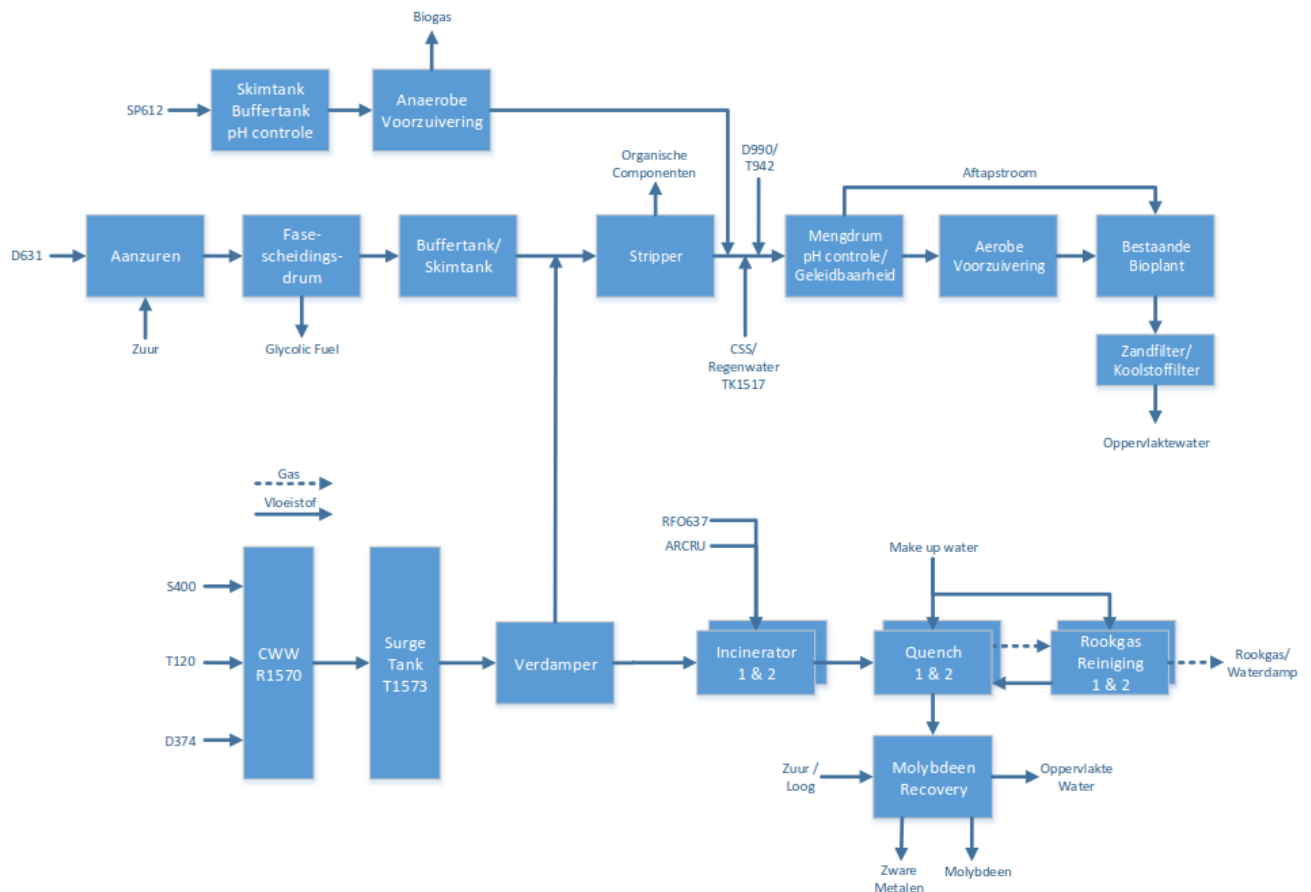 Biogas
SP612
Skimtank
Buffertank
pH controle
Anaerobe
Voorzuivering
Organische
Componenten
D990/
T942
Aftapstroom
D631
Aanzuren
Fase-
scheidings-
drum
Buffertank/
Skimtank
Stripper
Mengdrum
pH controle/
Geleidbaarheid
Aerobe
Voorzuivering
Bestaande
Bioplant
Zuur
Glycolic Fuel
CSS/
Regenwater
TK1517
Zandfilter/
Koolstoffilter
Oppervlaktewater
Gas
Vloeistof
RFO637
ARCRU
Make up water
S400
T120
D374
CWW
R1570
Surge
Tank
T1573
Verdamper
Incinerator
1 & 2
Quench
1 & 2
Rookgas
Reiniging
1 & 2
Rookgas/
Waterdamp
Zuur /
Loog
Molybdeen
Recovery
Oppervlakte
Water
Zware
Metalen
Molybdeen